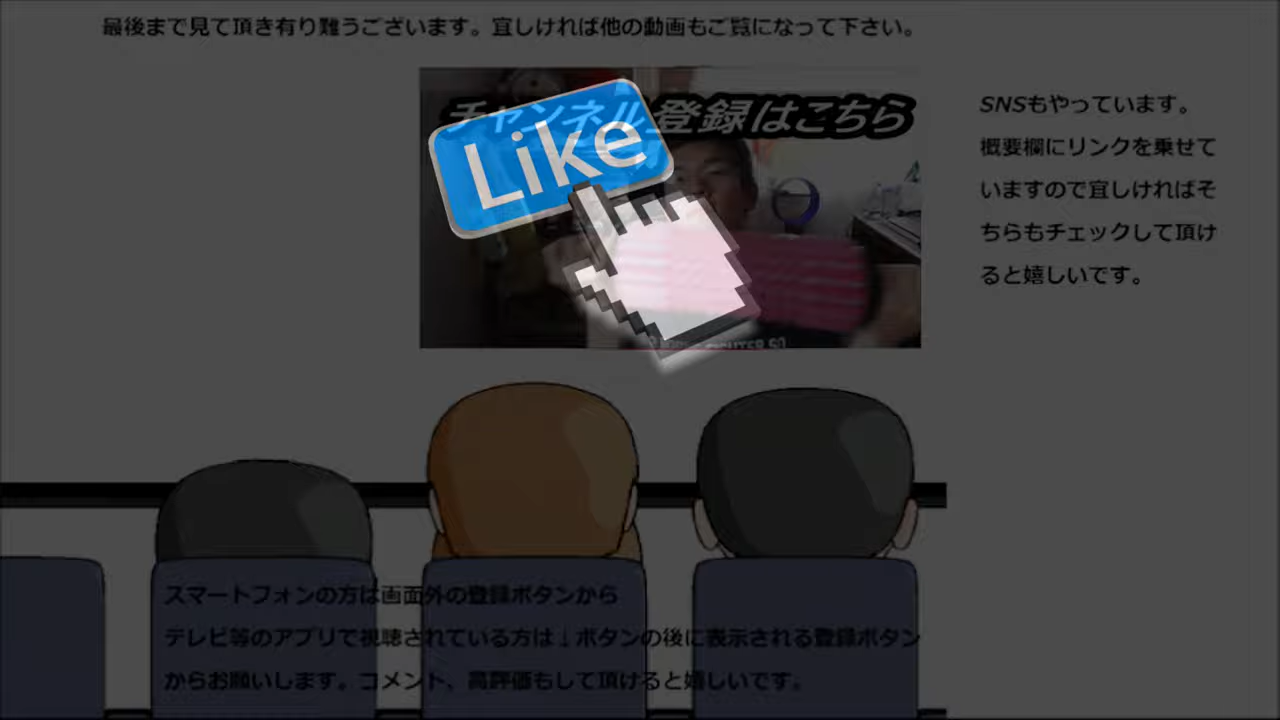 最後まで見て頂き有り難うございます。宜しければ他の動画もご覧になって下さい。
チャンネル登録はこちら
Like
SNSもやっています。
概要欄にリンクを乗せて
いますので宜しければそ
ちらもチェックして頂け
ると嬉しいです。
スマートフォンの方は画面外の登録ボタンから
テレビ等のアプリで視聴されている方は↓ボタンの後に表示される登録ボタン
からお願いします。コメント、高評価もして頂けると嬉しいです。